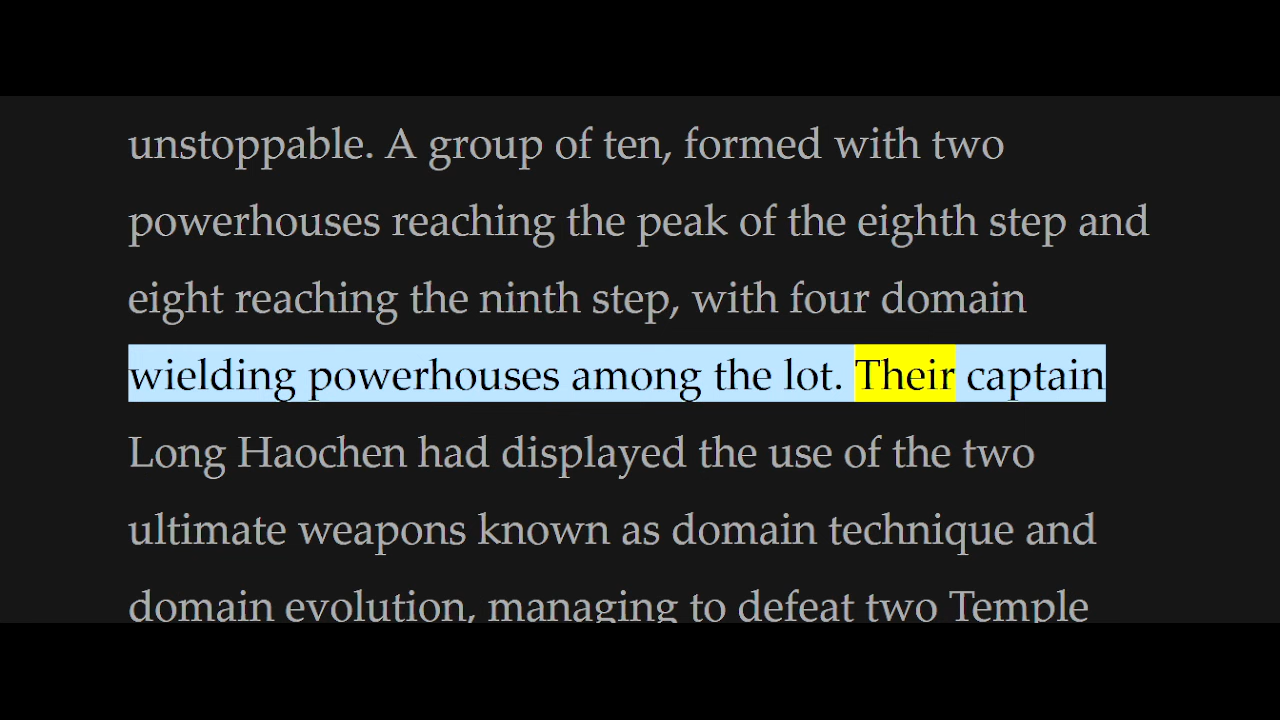 unstoppable. A group of ten, formed with two
powerhouses reaching the peak of the eighth step and
eight reaching the ninth step, with four domain
wielding powerhouses among the lot. Their captain
Long Haochen had displayed the use of the two
ultimate weapons known as domain technique and
domain evolution, managing to defeat two Temple